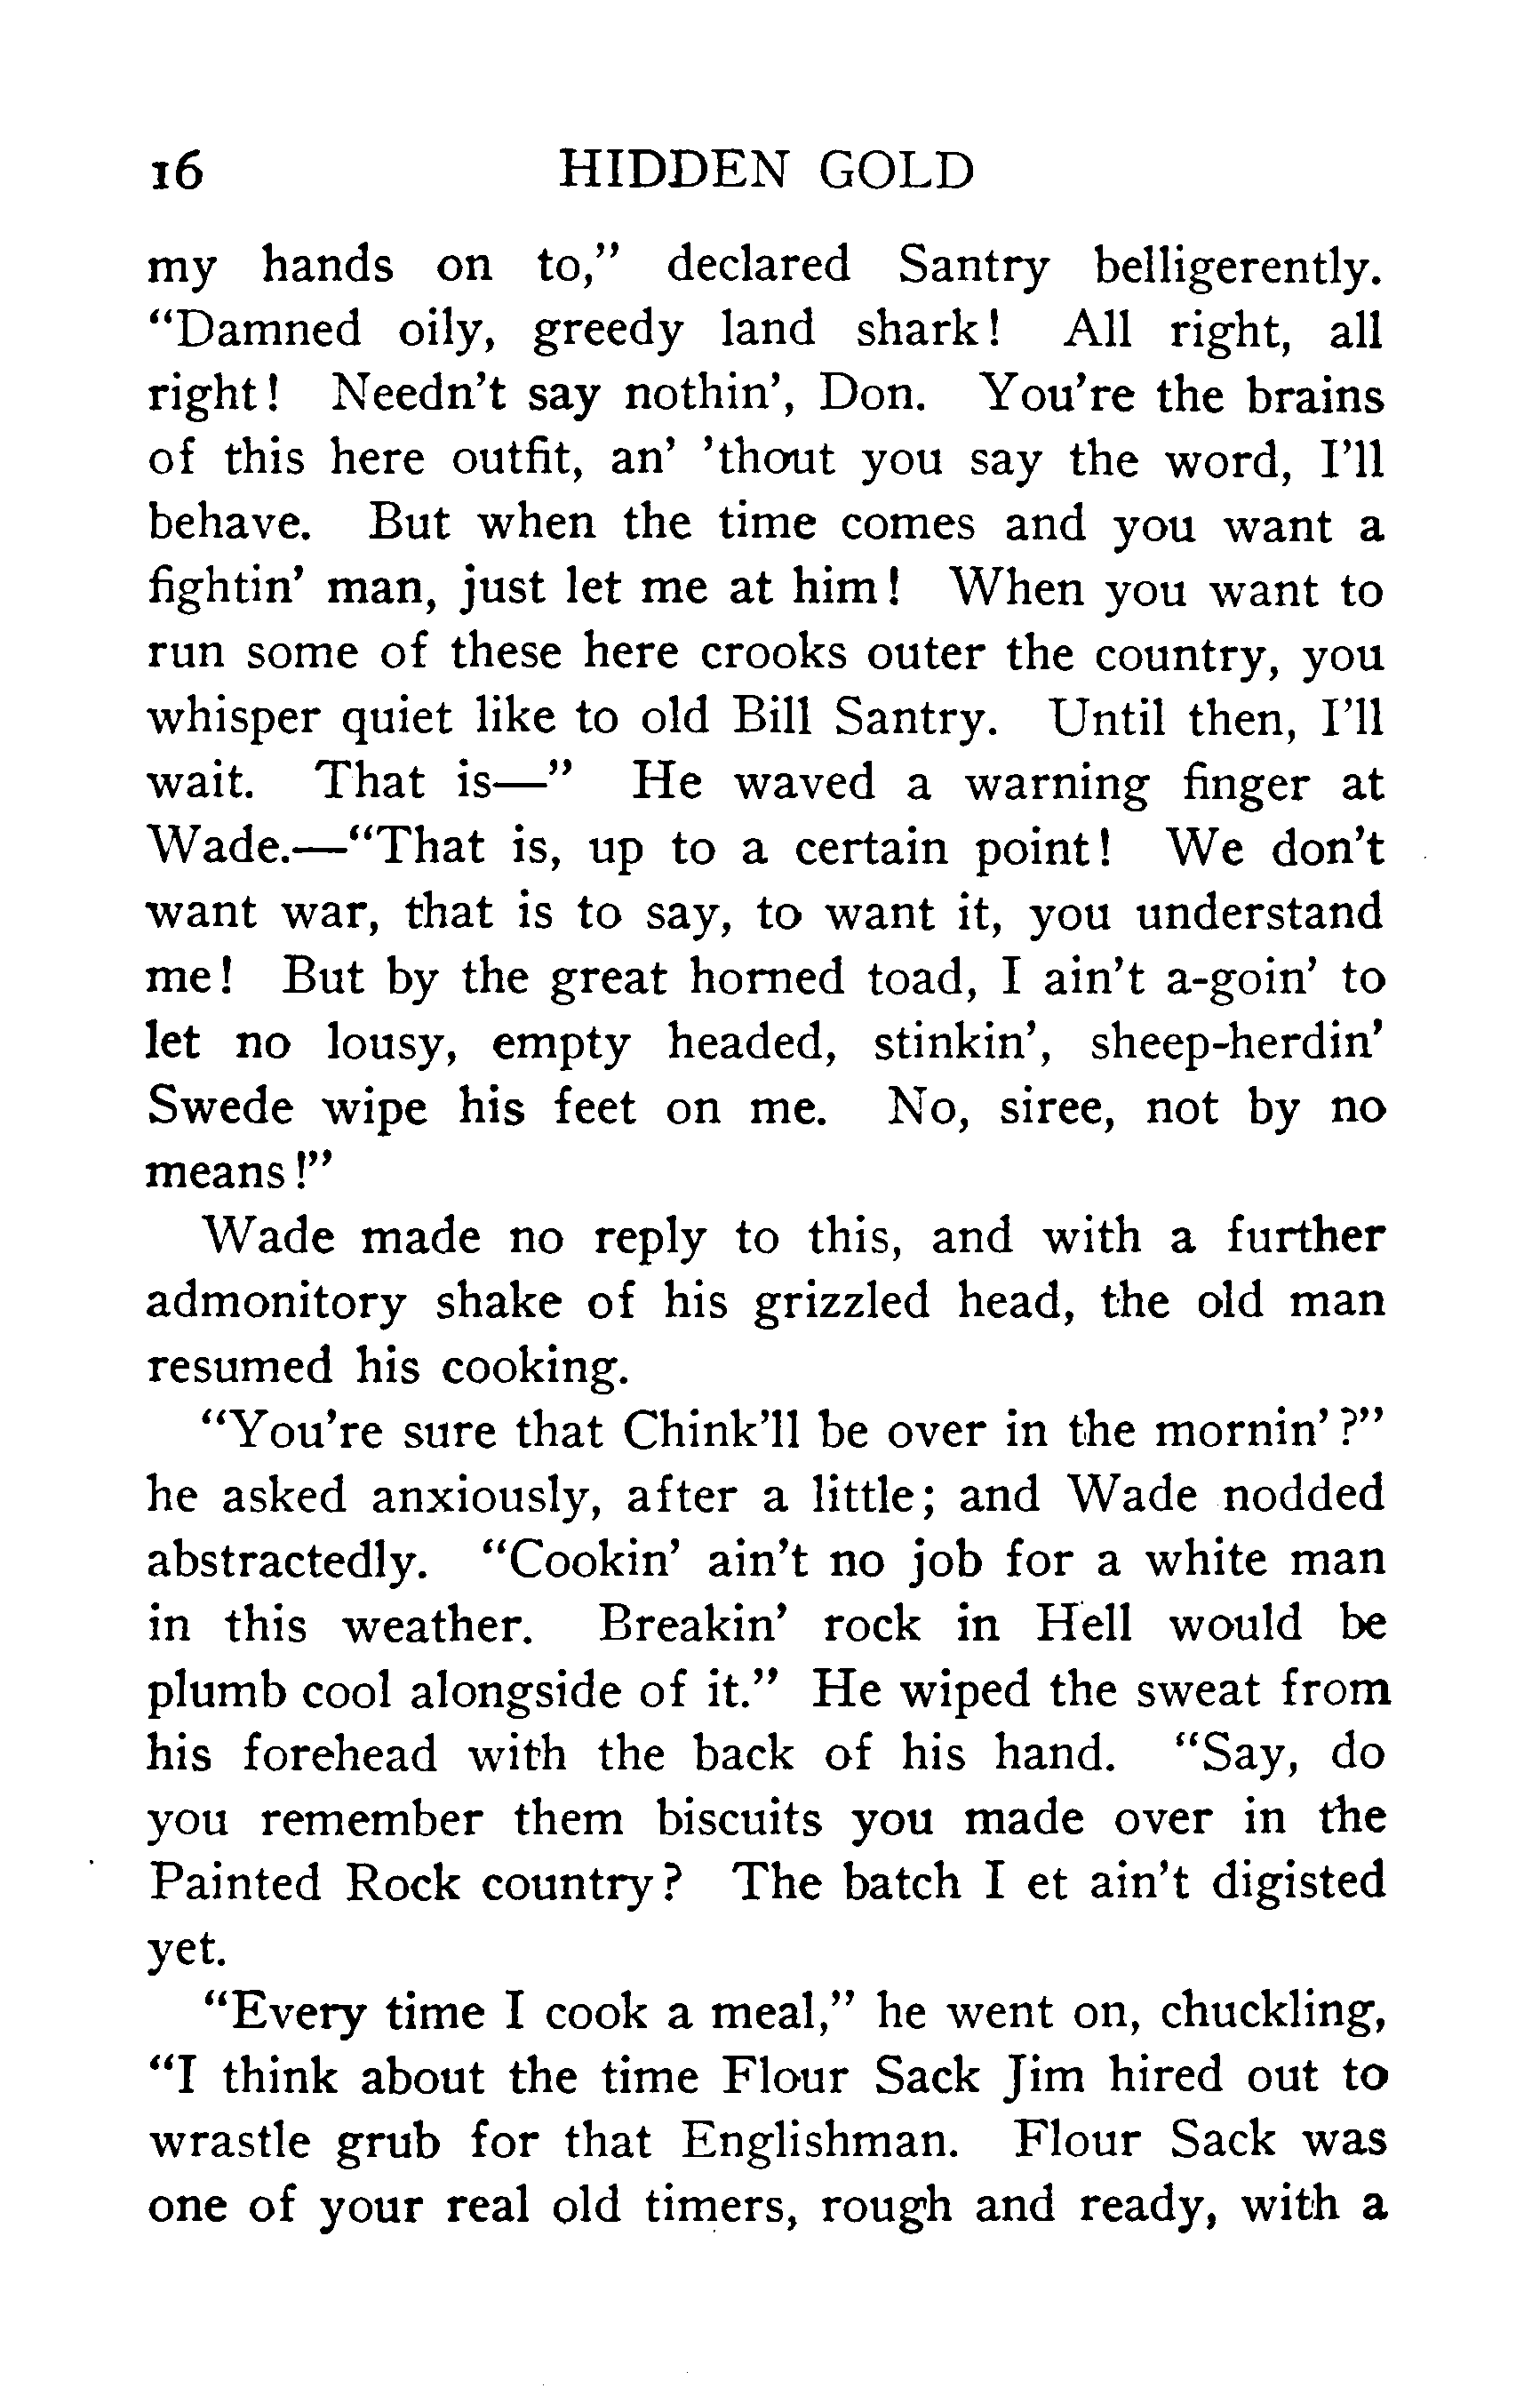 16 HIDDEN GOLD
my hands on to," declared Santry belligerently.
"Damned oily, greedy land shark! All right, all
right! Needn't say nothin', Don. You're the brains
of this here outfit, an' 'thout you say the word, I'll
behave. But when the time comes and you want a
fightin' man, just let me at him! When you want to
run some of these here crooks outer the country, you
whisper quiet like to old Bill Santry. Until then, I'll
wait. That is—" He waved a warning finger at
Wade.—"That is, up to a certain point! We don't
want war, that is to say, to want it, you understand
me! But by the great horned toad, I ain't a-goin' to
let no lousy, empty headed, stinkin', sheep-herdin'
Swede wipe his feet on me. No, siree, not by no
means!"
Wade made no reply to this, and with a further
admonitory shake of his grizzled head, the old man
resumed his cooking.
"You're sure that Chink'll be over in the mornin'?"
he asked anxiously, after a little; and Wade nodded
abstractedly. "Cookin' ain't no job for a white man
in this weather. Breakin' rock in Hell would be
plumb cool alongside of it." He wiped the sweat from
his forehead with the back of his hand. "Say, do
you remember them biscuits you made over in the
Painted Rock country? The batch I et ain't digisted
yet.
"Every time I cook a meal," he went on, chuckling,
"I think about the time Flour Sack Jim hired out to
wrastle grub for that Englishman. Flour Sack was
one of your real old timers, rough and ready, with a